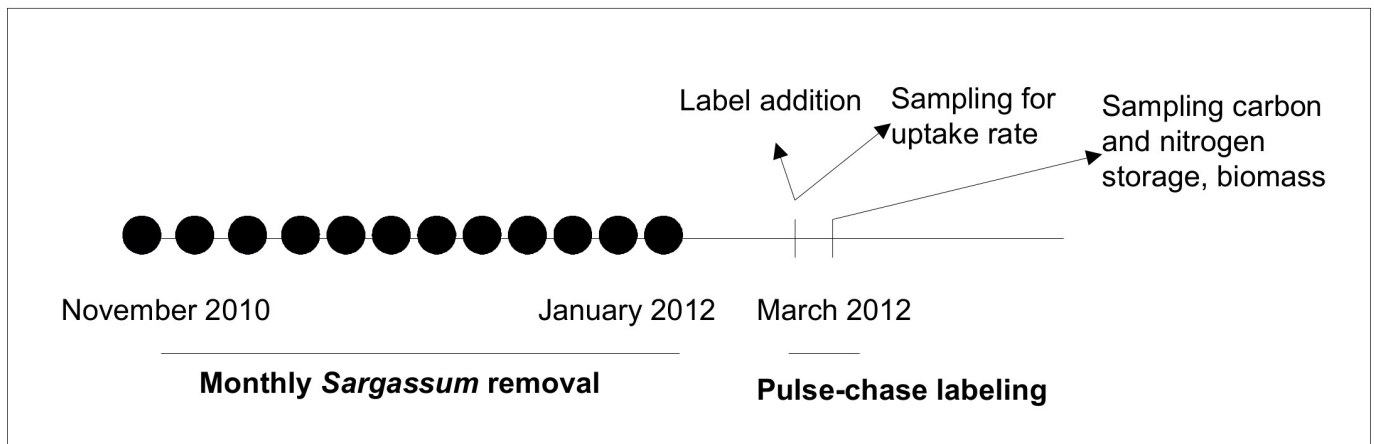 Label addition
Sampling for
uptake rate
Sampling carbon
and nitrogen
storage, biomass
November 2010
January 2012
March 2012
Monthly Sargassum removal
Pulse-chase labeling